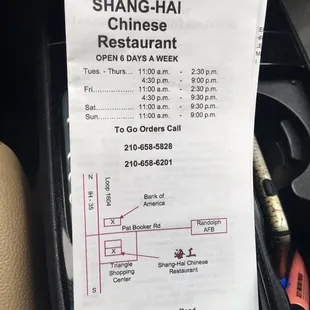 SHANG-HAI
Chinese
Restaurant
OPEN 6 DAYS A WEEK
Tues. - Thurs.... 11:00 a.m. - 2:30 p.m.
4:30 p.m. - 9:00 p.m.
Fri................. 11:00 a.m. - 2:30 p.m.
4:30 p.m. - 9:30 p.m.
Sat................ 11:00 a.m. - 9:30 p.m.
Sun............... 11:00 a.m. - 9:00 p.m.
To Go Orders Call
210-658-5828
210-658-6201
N
IH - 35
Loop 1604
Bank of
America
X
Pat Booker Rd
Randolph
AFB
X
Triangle
Shopping
Center
上海
Shang-Hai Chinese
Restaurant
S
Road